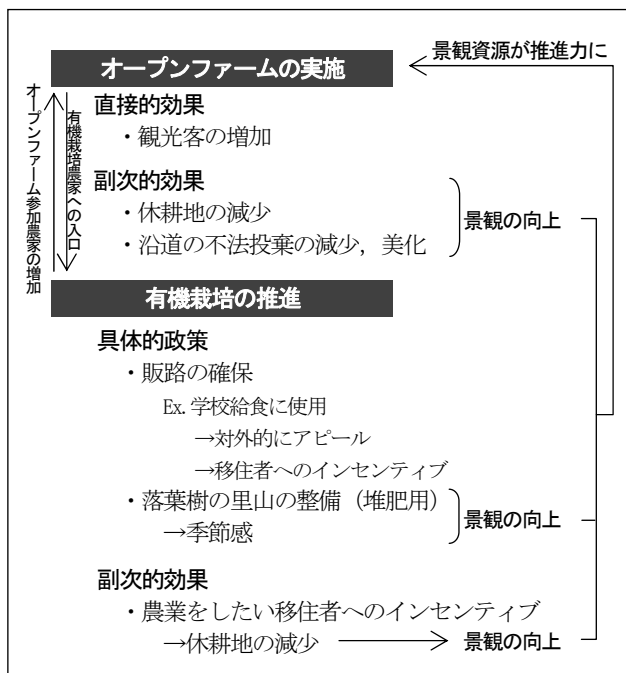 景観資源が推進力に
オープンファームの実施
直接的効果
・観光客の増加
副次的効果
・休耕地の減少
・沿道の不法投棄の減少，美化
景観の向上
オープンファーム参加農家の増加
有機栽培農家への入口
有機栽培の推進
具体的政策
・販路の確保
Ex. 学校給食に使用
→対外的にアピール
→移住者へのインセンティブ
・落葉樹の里山の整備（堆肥用）
→季節感
景観の向上
副次的効果
・農業をしたい移住者へのインセンティブ
→休耕地の減少
景観の向上